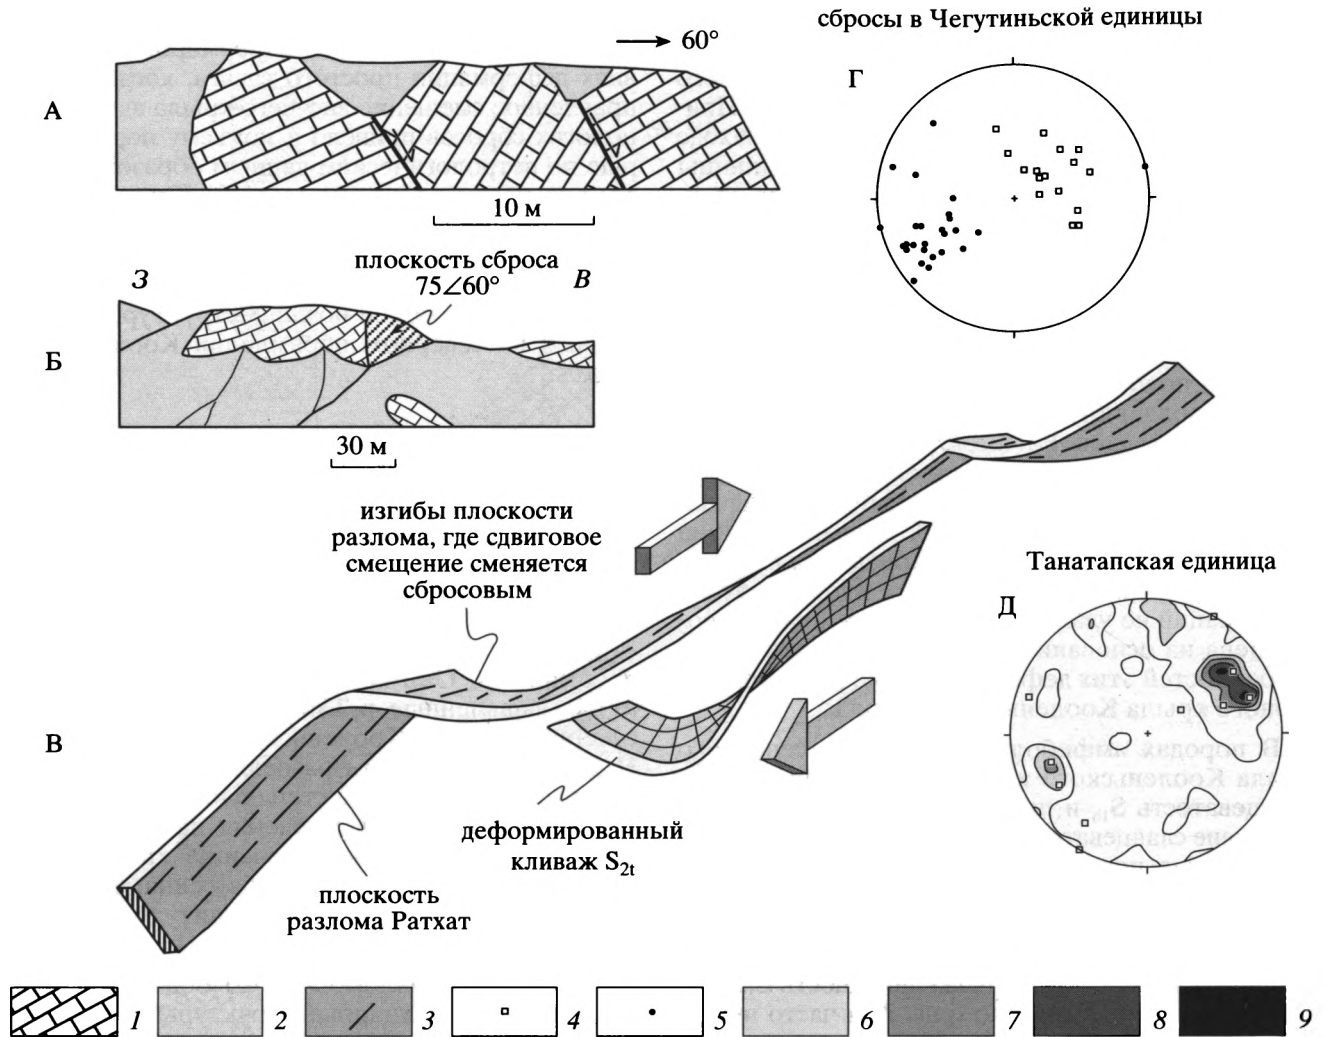 сбросы в Чегутиньской единицы
60°
А
Г
10 м
З
плоскость сброса
75∠60°
В
Б
30 м
изгибы плоскости
разлома, где сдвиговое
смещение сменяется
сбросовым
Танатапская единица
Д
В
деформированный
кливаж S₂ₜ
плоскость
разлома Ратхат
1
2
3
4
5
6
7
8
9